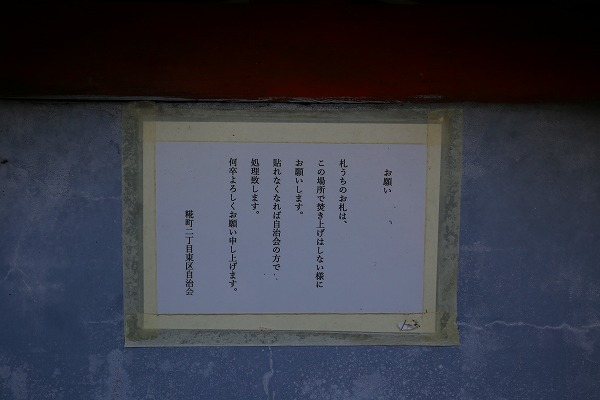 お願い
札うちのお札は、
この場所で焚き上げはしない様に
お願いします。
貼れなくなれば自治会の方で
処理致します。
何卒よろしくお願い申し上げます。
糀町二丁目東区自治会